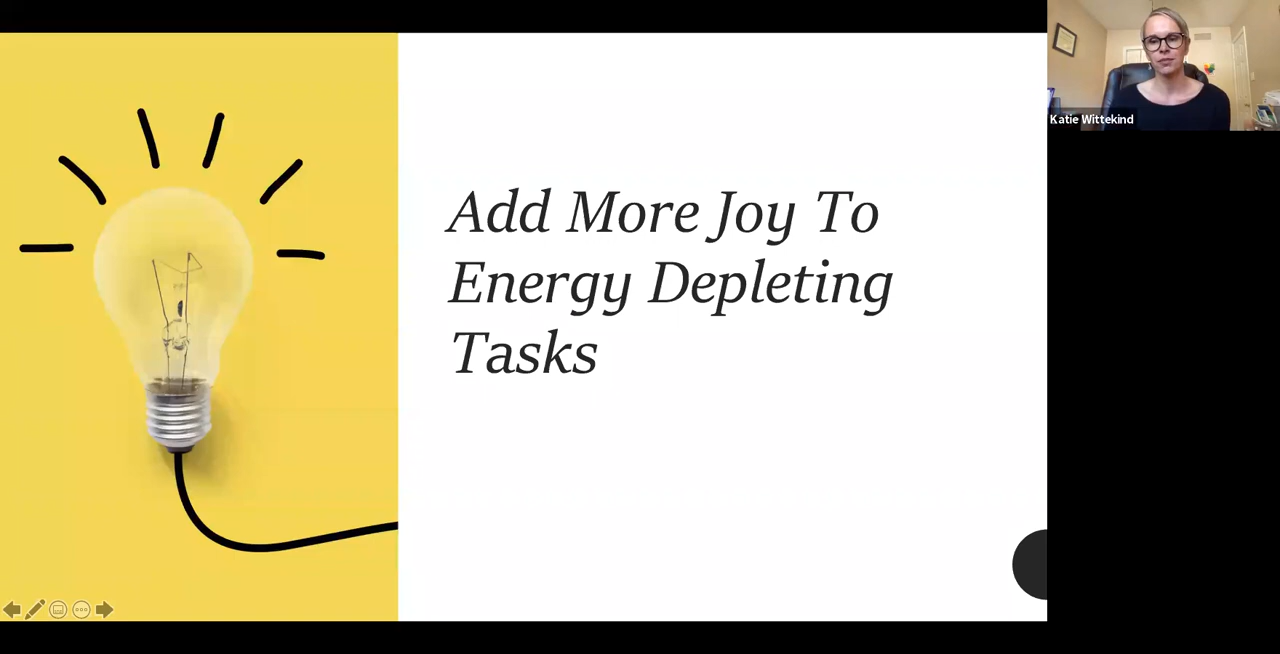 Add More Joy To
Energy Depleting
Tasks
Katie Wittekind